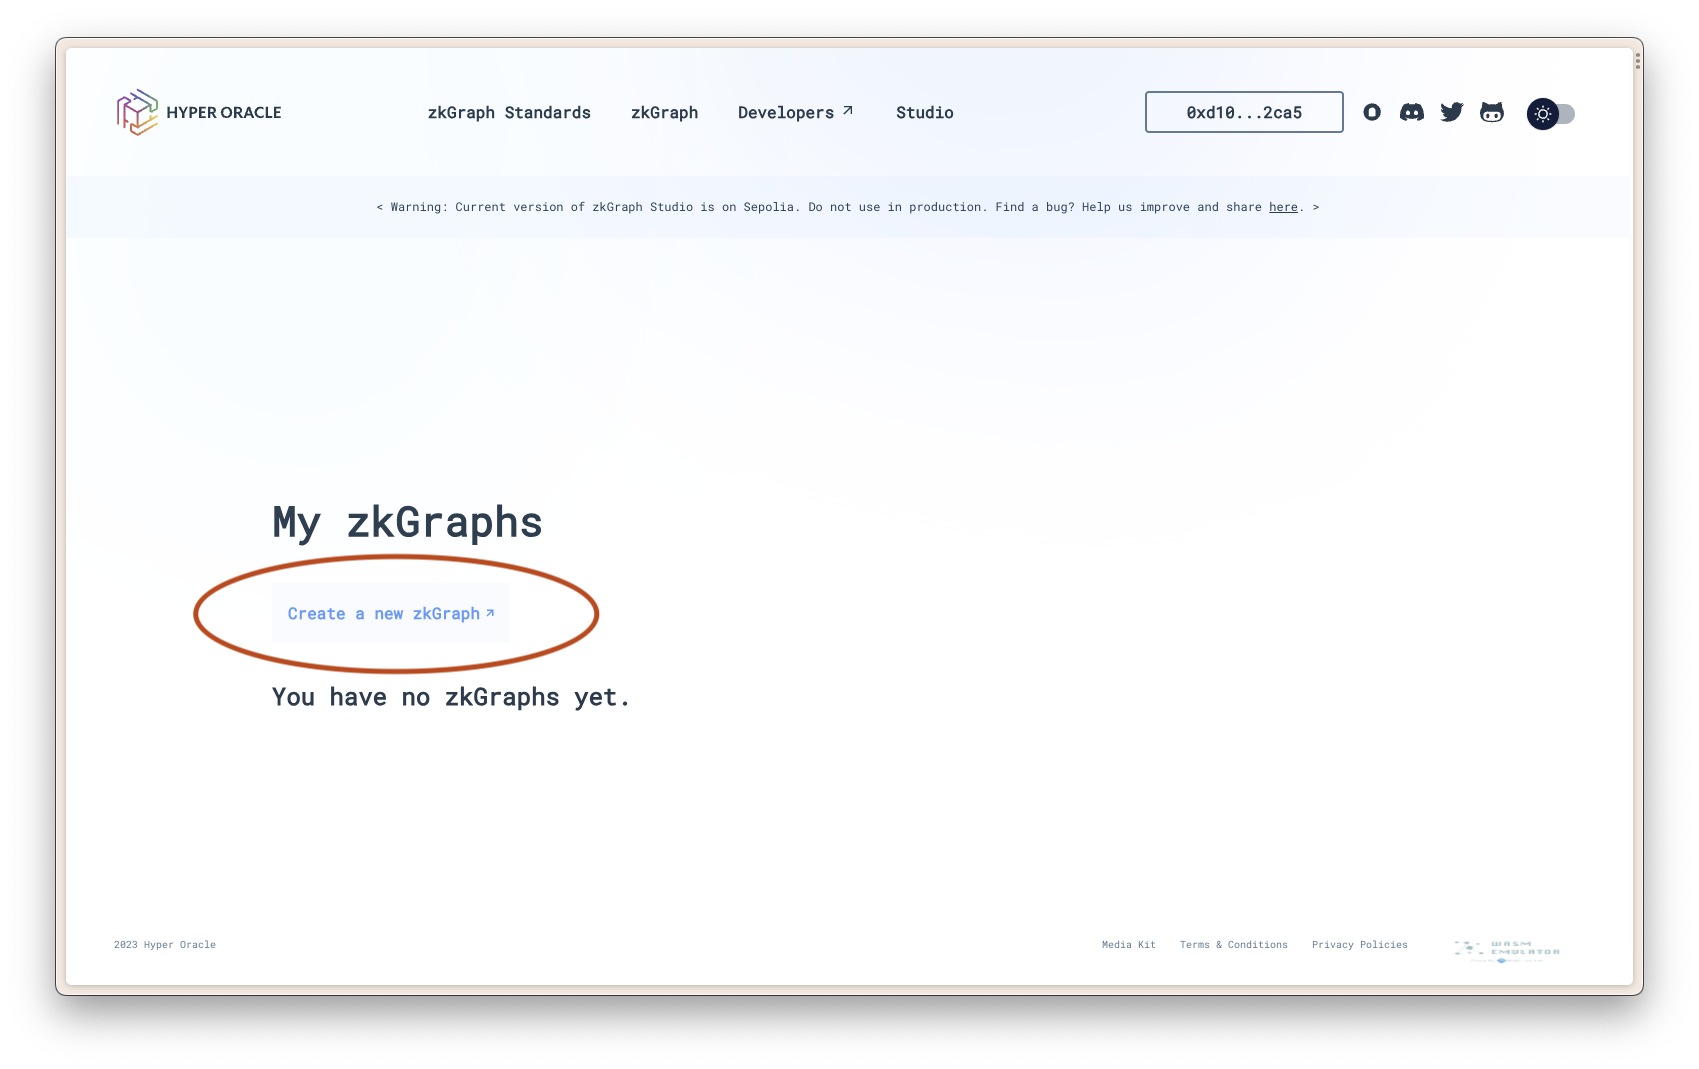 HYPER ORACLE
zkGraph Standards
zkGraph
Developers
Studio
0xd10...2ca5
< Warning: Current version of zkGraph Studio is on Sepolia. Do not use in production. Find a bug? Help us improve and share here. >
My zkGraphs
Create a new zkGraph
You have no zkGraphs yet.
2023 Hyper Oracle
Media Kit
Terms & Conditions
Privacy Policies
WASM
EMULATOR